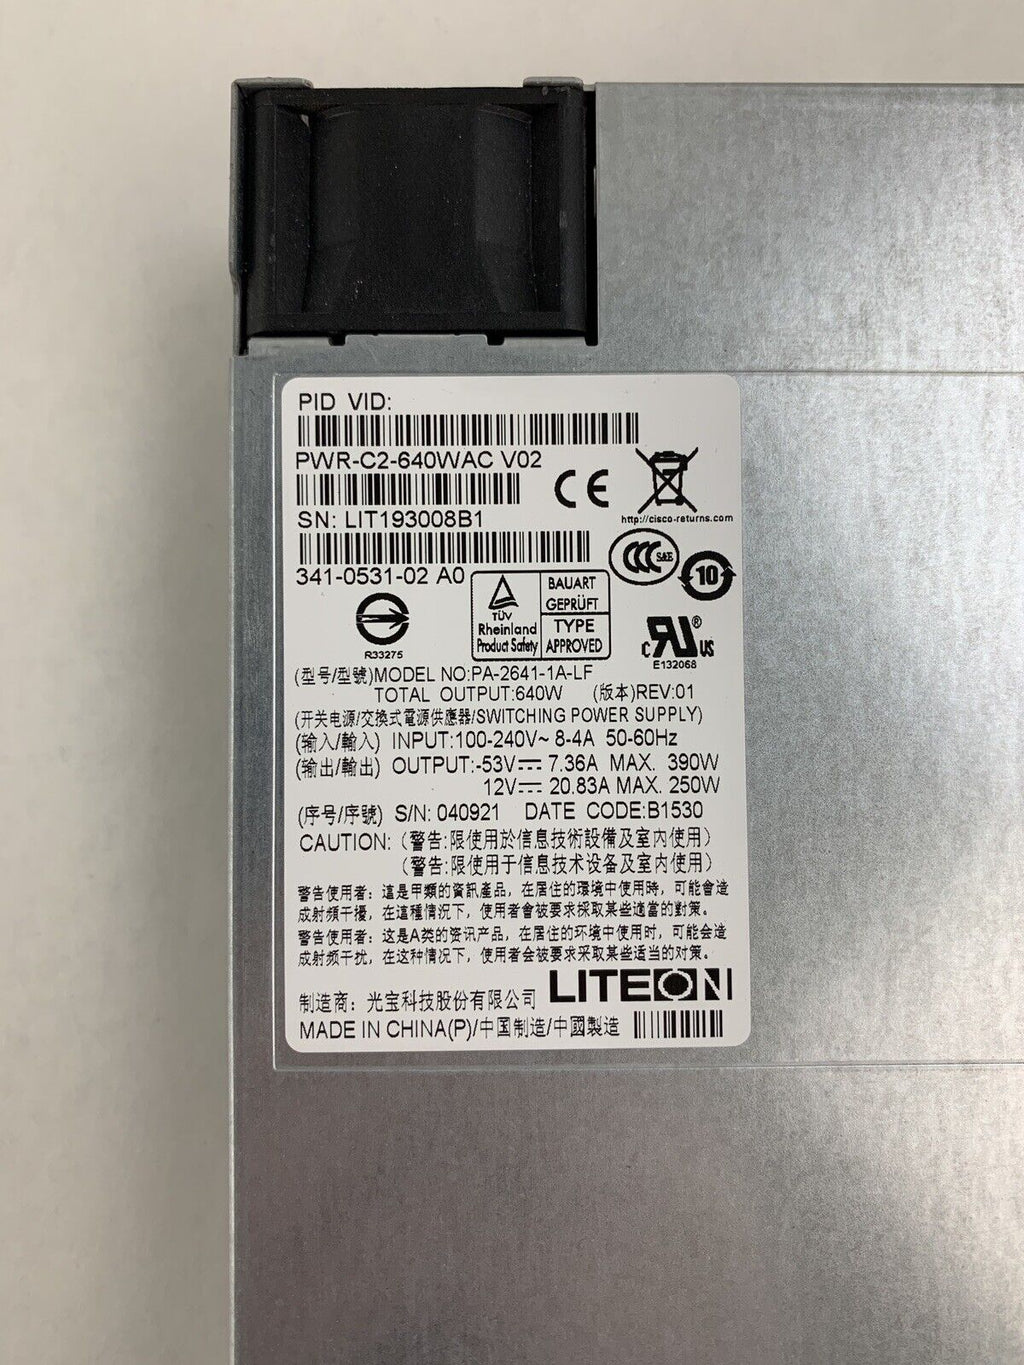 PID VID:
PWR-C2-640WAC V02
SN: LIT193008B1
http://cisco-returns.com
341-0531-02 A0
S&E
10
TÜV
Rheinland
Product Safety
BAUART
GEPRÜFT
TYPE
APPROVED
R33275
c RU ® US
E132068
(型号/型號)MODEL NO:PA-2641-1A-LF
TOTAL OUTPUT:640W (版本)REV:01
(开关电源/交換式電源供應器/SWITCHING POWER SUPPLY)
(输入/輸入) INPUT:100-240V~ 8-4A 50-60Hz
(输出/輸出) OUTPUT:-53V⎓ 7.36A MAX. 390W
12V⎓ 20.83A MAX. 250W
(序号/序號) S/N: 040921 DATE CODE:B1530
CAUTION: (警告:限使用於信息技術設備及室內使用)
(警告:限使用于信息技术设备及室内使用)
警告使用者: 這是甲類的資訊產品, 在居住的環境中使用時, 可能會造
成射頻干擾, 在這種情況下, 使用者會被要求採取某些適當的對策。
警告使用者: 这是A类的资讯产品, 在居住的环境中使用时, 可能会造
成射频干扰, 在这种情况下, 使用者会被要求采取某些适当的对策。
制造商: 光宝科技股份有限公司 LITEON
MADE IN CHINA(P)/中国制造/中國製造